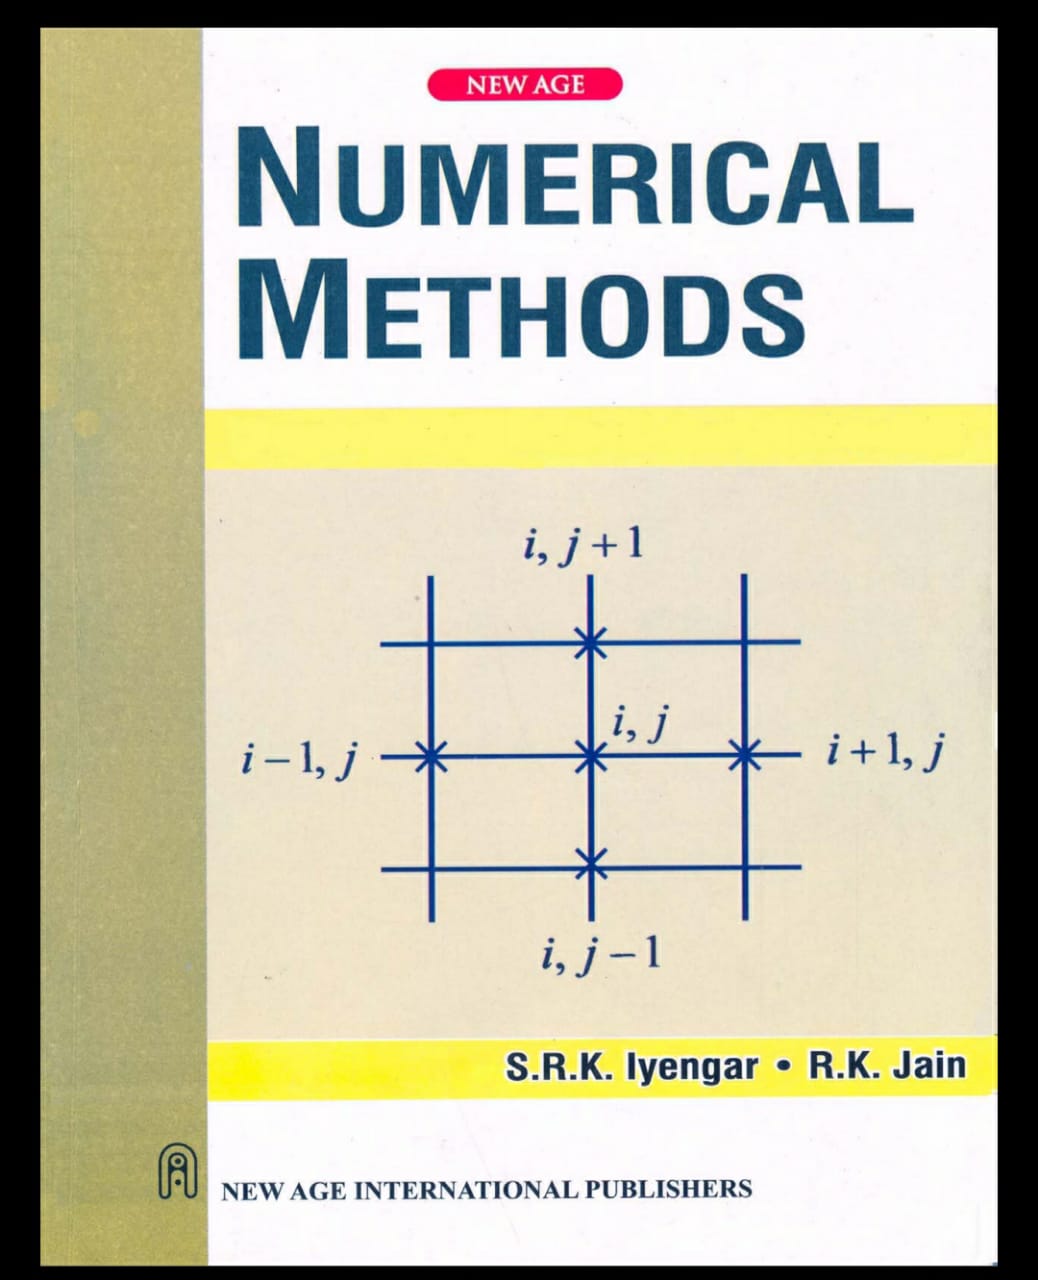 NEW AGE
NUMERICAL
METHODS
i, j + 1
i, j
i – 1, j
i + 1, j
i, j – 1
S.R.K. Iyengar • R.K. Jain
NEW AGE INTERNATIONAL PUBLISHERS